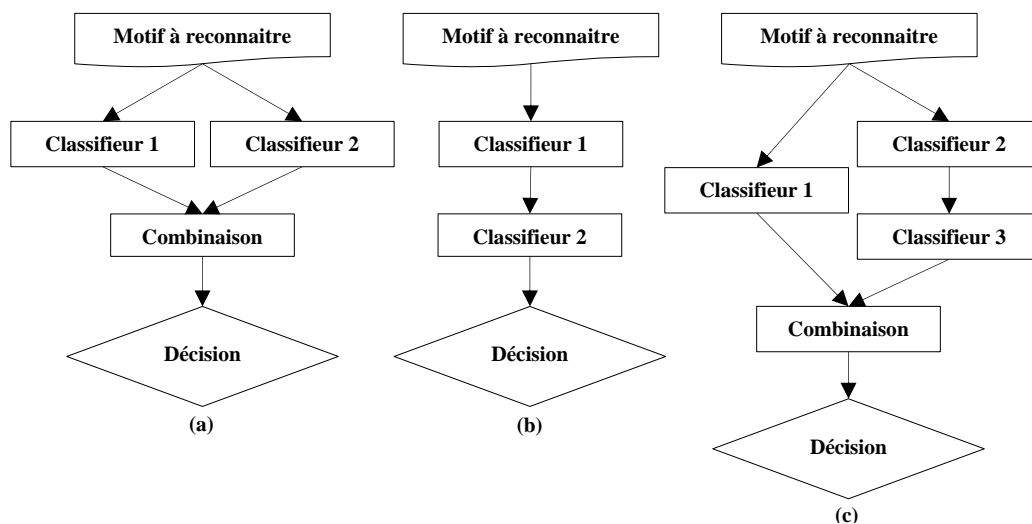 Motif à reconnaitre
Classifieur 1
Classifieur 2
Combinaison
Décision
(a)
Motif à reconnaitre
Classifieur 1
Classifieur 2
Décision
(b)
Motif à reconnaitre
Classifieur 2
Classifieur 1
Classifieur 3
Combinaison
Décision
(c)